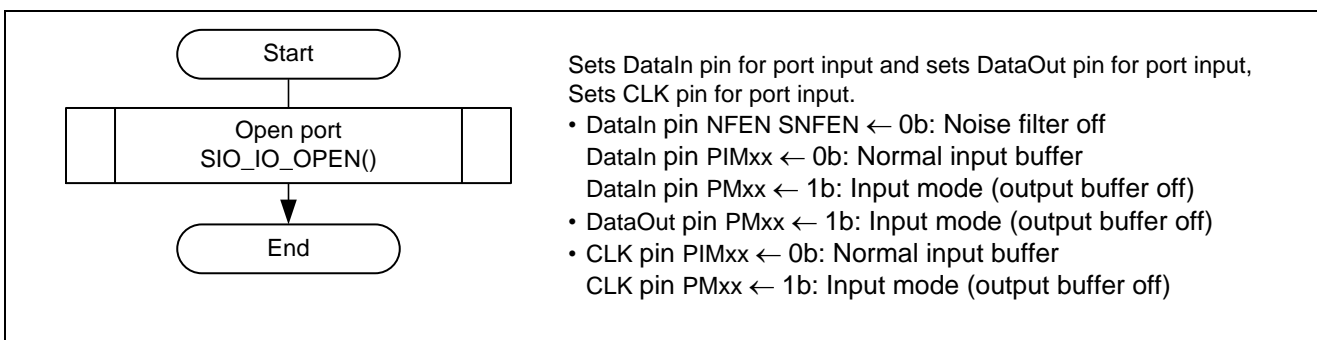 Start
Open port
SIO_IO_OPEN()
End
Sets DataIn pin for port input and sets DataOut pin for port input,
Sets CLK pin for port input.
• DataIn pin NFEN SNFEN ← 0b: Noise filter off
DataIn pin PIMxx ← 0b: Normal input buffer
DataIn pin PMxx ← 1b: Input mode (output buffer off)
• DataOut pin PMxx ← 1b: Input mode (output buffer off)
• CLK pin PIMxx ← 0b: Normal input buffer
CLK pin PMxx ← 1b: Input mode (output buffer off)